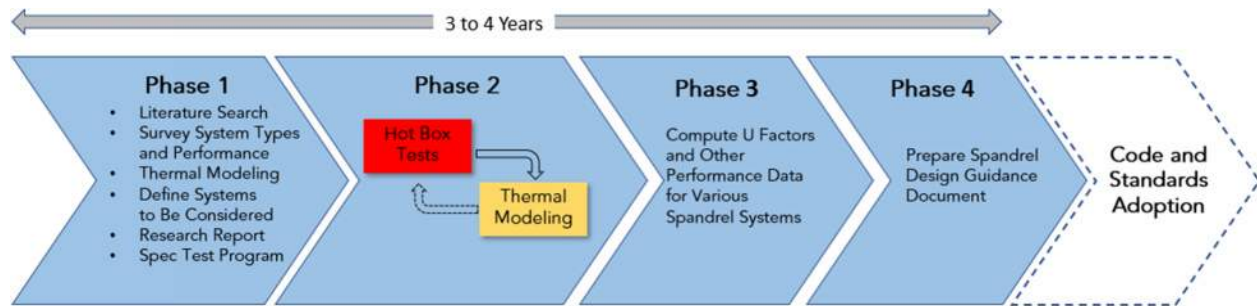 3 to 4 Years
Phase 1
• Literature Search
• Survey System Types
and Performance
• Thermal Modeling
• Define Systems
to Be Considered
• Research Report
• Spec Test Program
Phase 2
Hot Box
Tests
Thermal
Modeling
Phase 3
Compute U Factors
and Other
Performance Data
for Various
Spandrel Systems
Phase 4
Prepare Spandrel
Design Guidance
Document
Code and
Standards
Adoption